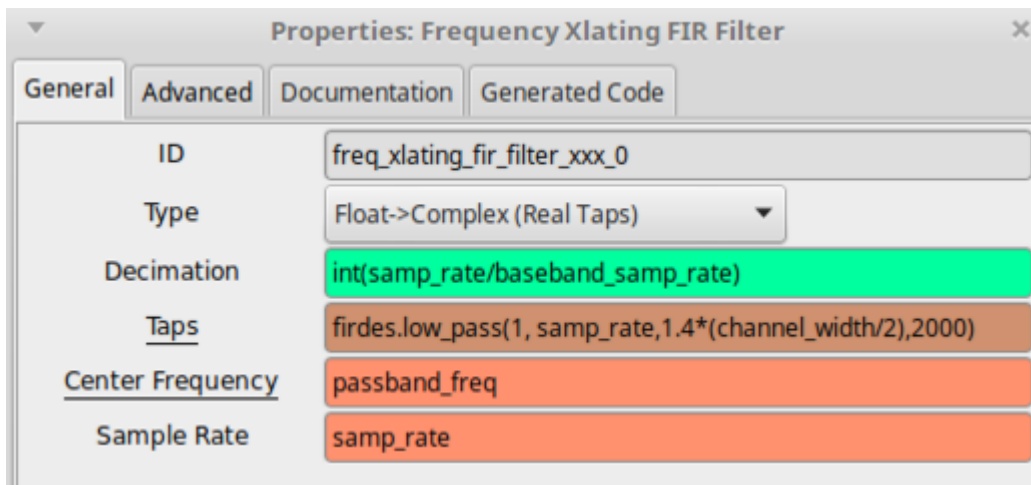 Properties: Frequency Xlating FIR Filter
General Advanced Documentation Generated Code
ID freq_xlating_fir_filter_xxx_0
Type Float->Complex (Real Taps)
Decimation int(samp_rate/baseband_samp_rate)
Taps firdes.low_pass(1, samp_rate,1.4*(channel_width/2),2000)
Center Frequency passband_freq
Sample Rate samp_rate